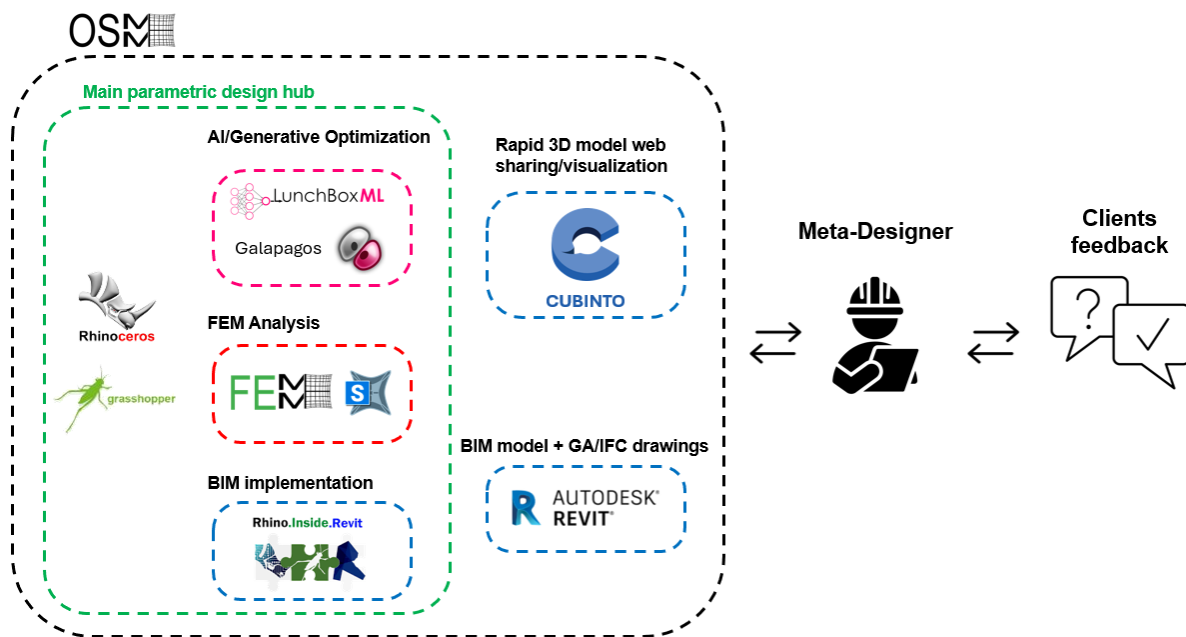 OSM
Main parametric design hub
AI/Generative Optimization
LunchBoxML
Galapagos
Rhinoceros
grasshopper
FEM Analysis
FEM
S
BIM implementation
Rhino.Inside.Revit
R
Rapid 3D model web
sharing/visualization
CUBINTO
BIM model + GA/IFC drawings
R
AUTODESK®
REVIT®
Meta-Designer
Clients
feedback
?